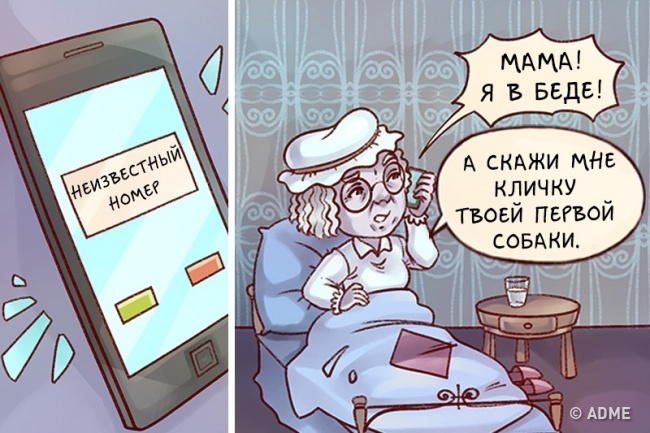 НЕИЗВЕСТНЫЙ
НОМЕР
МАМА!
Я В БЕДЕ!
А СКАЖИ МНЕ
КЛИЧКУ
ТВОЕЙ ПЕРВОЙ
СОБАКИ.
© ADME